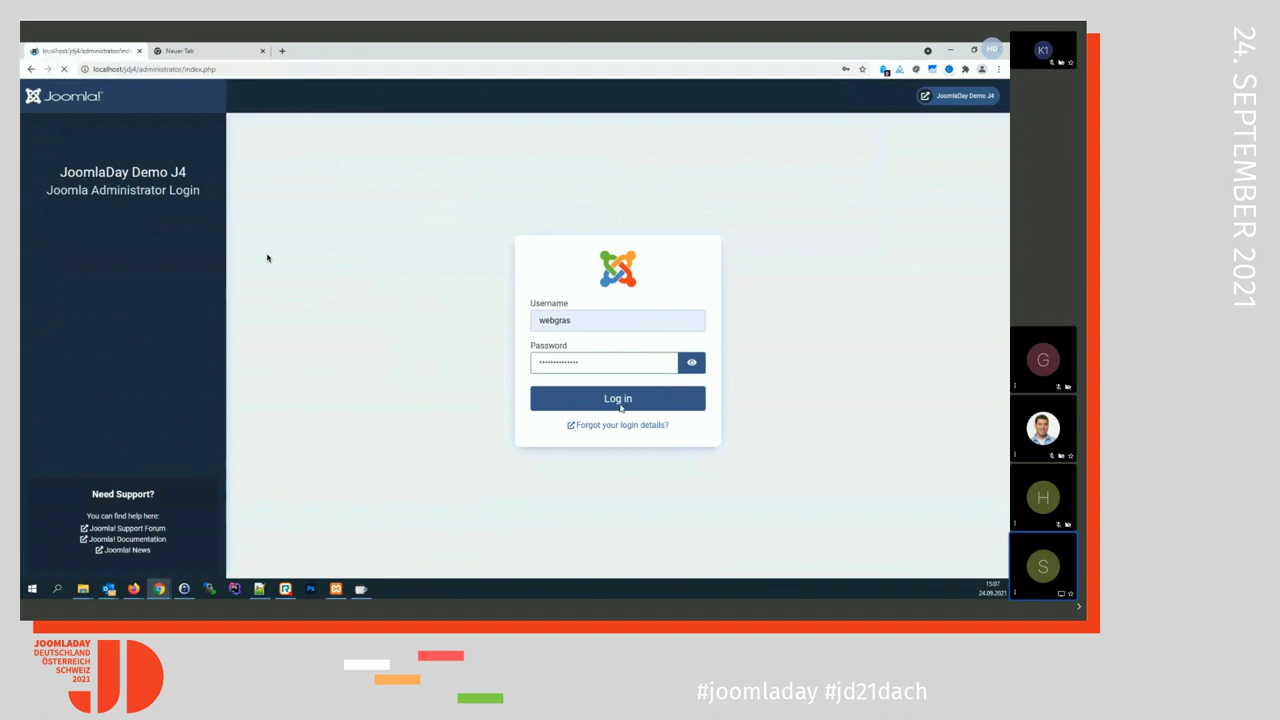 localhost/jdj4/administrator/inde
Neuer Tab
localhost/jdj4/administrator/index.php
HD
K1
Joomla!
JoomlaDay Demo J4
JoomlaDay Demo J4
Joomla Administrator Login
Username
webgras
Password
Log in
Forgot your login details?
Need Support?
You can find help here:
Joomla! Support Forum
Joomla! Documentation
Joomla! News
G
H
S
15:07
24.09.2021
24. SEPTEMBER 2021
JOOMLADAY
DEUTSCHLAND
ÖSTERREICH
SCHWEIZ
2021
JD
#joomladay #jd21dach